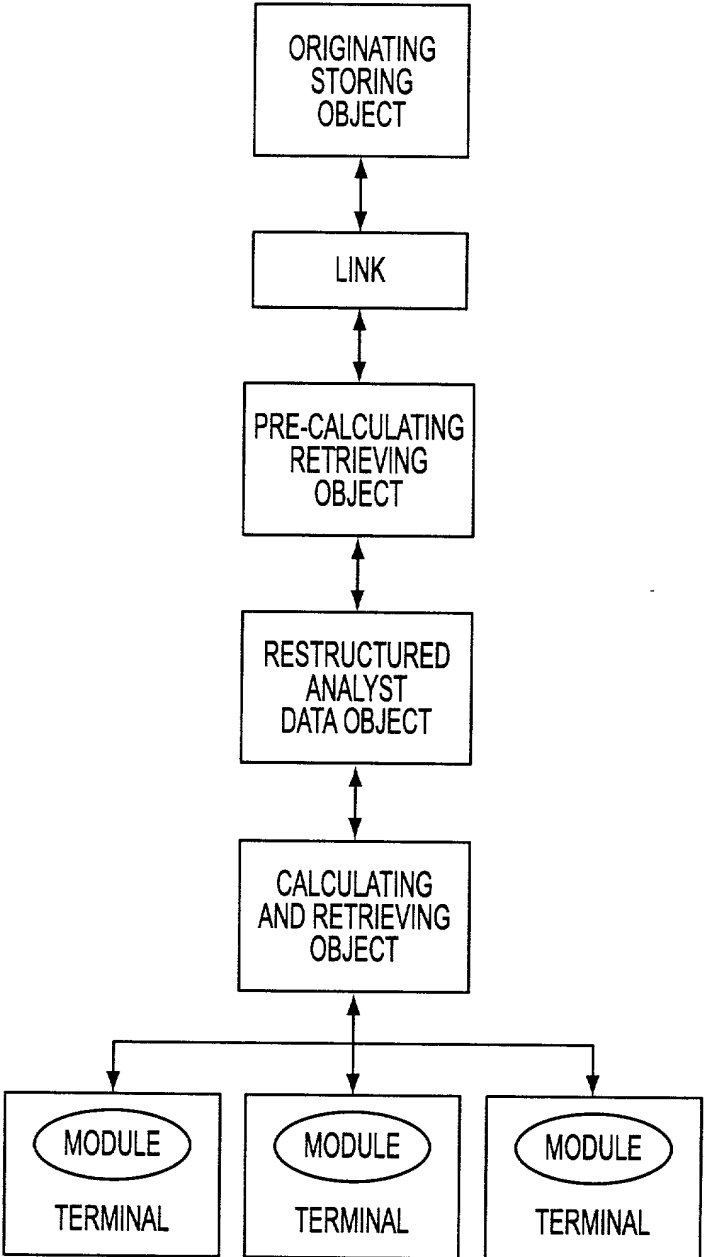 ORIGINATING
STORING
OBJECT
LINK
PRE-CALCULATING
RETRIEVING
OBJECT
RESTRUCTURED
ANALYST
DATA OBJECT
CALCULATING
AND RETRIEVING
OBJECT
MODULE
TERMINAL
MODULE
TERMINAL
MODULE
TERMINAL